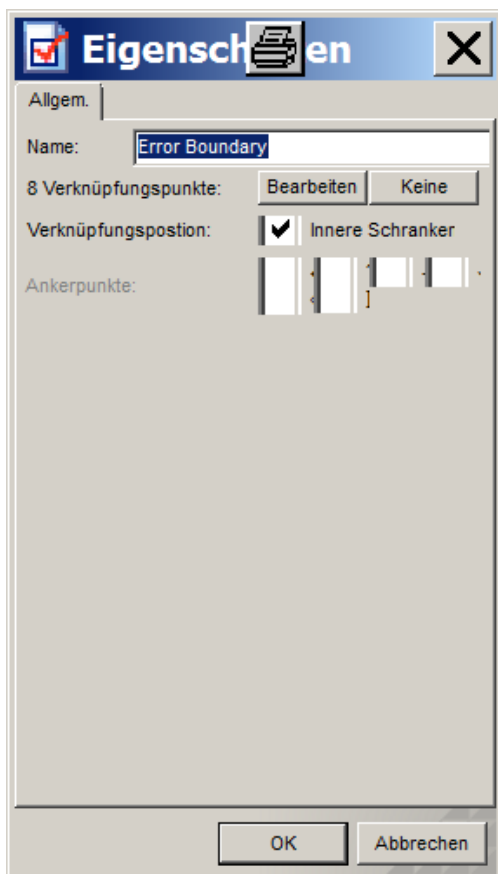 Eigensch en
Allgem.
Name: Error Boundary
8 Verknüpfungspunkte: Bearbeiten Keine
Verknüpfungspostion: Innere Schranker
Ankerpunkte:
OK Abbrechen